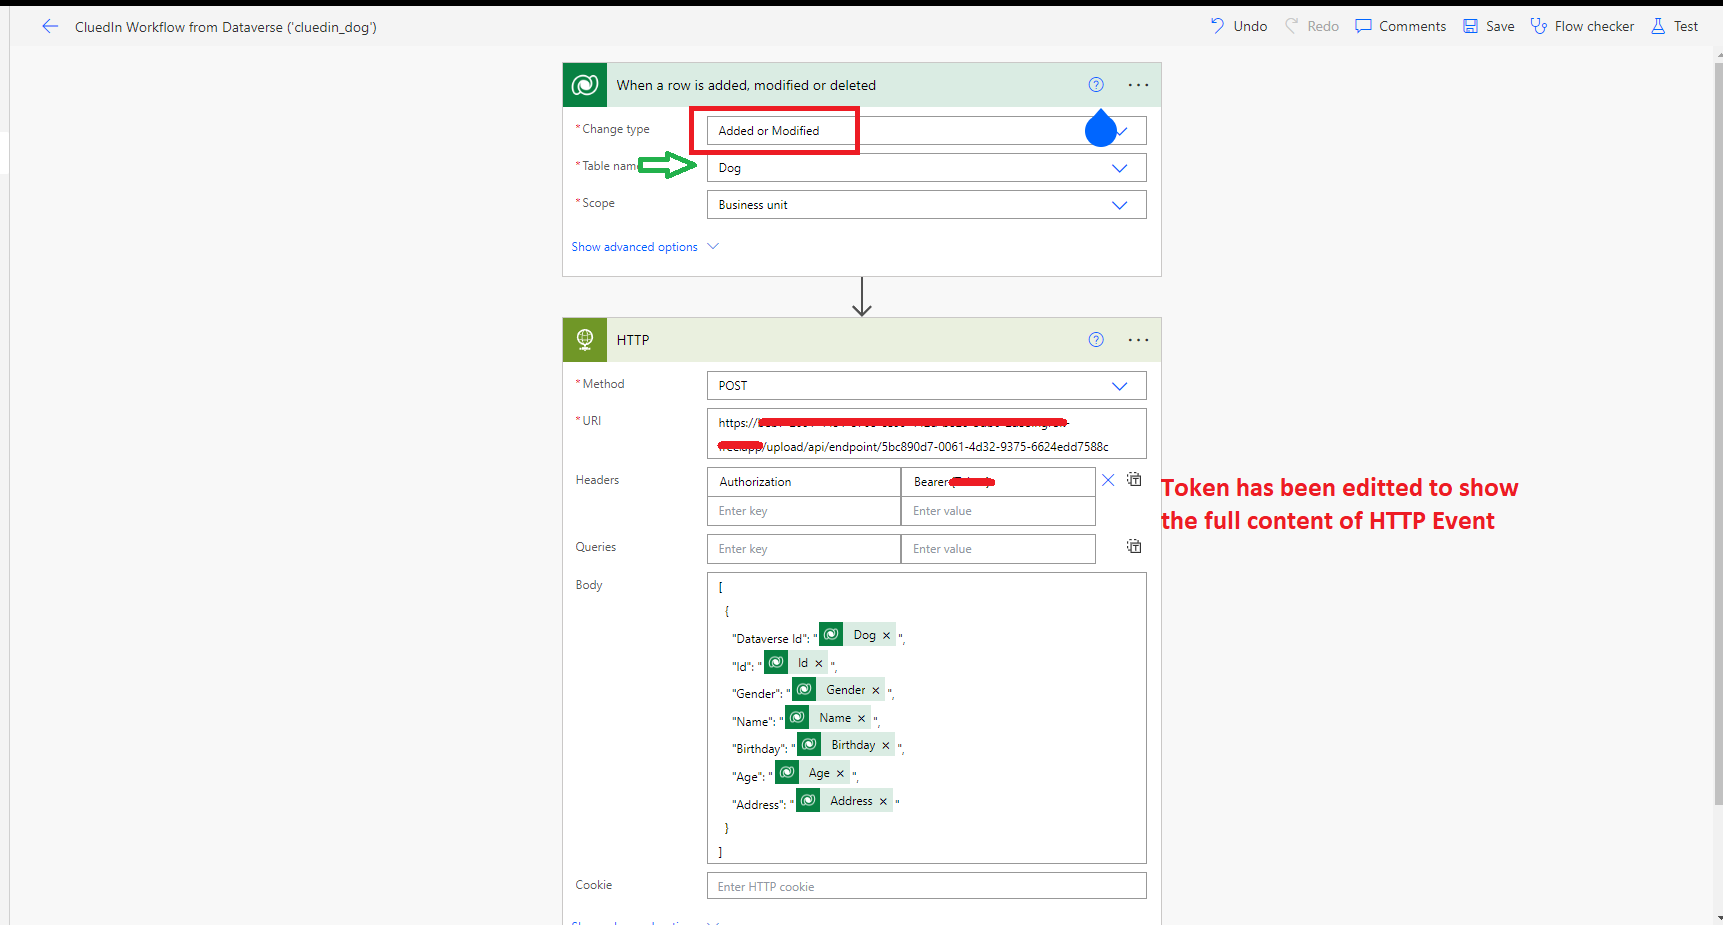 CluedIn Workflow from Dataverse ('cluedin_dog')
Undo Redo Comments Save Flow checker Test
When a row is added, modified or deleted
*Change type Added or Modified
*Table nam Dog
*Scope Business unit
Show advanced options
HTTP
*Method POST
*URI https://
/upload/api/endpoint/5bc890d7-0061-4d32-9375-6624edd7588c
Headers Authorization Bearer
Enter key Enter value
Token has been editted to show
the full content of HTTP Event
Queries Enter key Enter value
Body [
{
"Dataverse Id": " Dog × ",
"Id": " Id × ",
"Gender": " Gender × ",
"Name": " Name × ",
"Birthday": " Birthday × ",
"Age": " Age × ",
"Address": " Address × "
}
]
Cookie Enter HTTP cookie